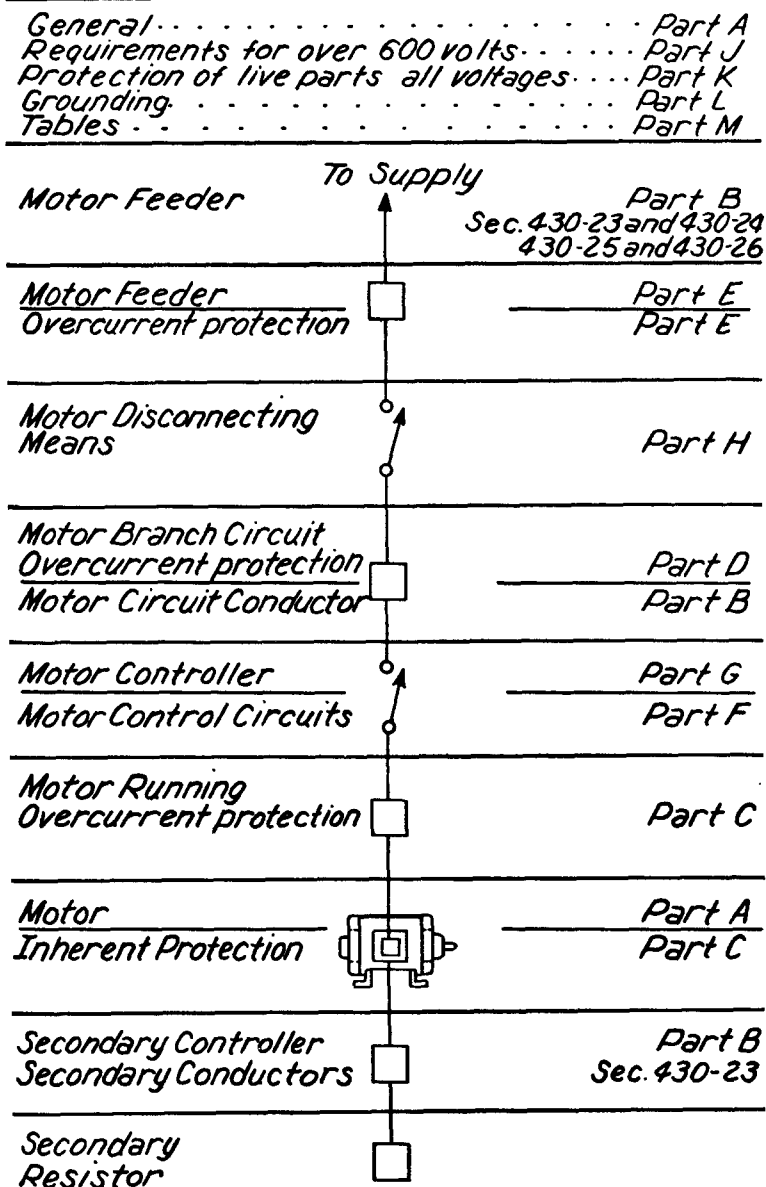 General . . . . . . . . . . . . . . . Part A
Requirements for over 600 volts . . . . . . Part J
Protection of live parts all voltages . . . . Part K
Grounding . . . . . . . . . . . . . . Part L
Tables . . . . . . . . . . . . . . . . Part M
To Supply
Motor Feeder Part B
Sec. 430-23 and 430-24
430-25 and 430-26
Motor Feeder Part E
Overcurrent protection Part E
Motor Disconnecting
Means Part H
Motor Branch Circuit
Overcurrent protection Part D
Motor Circuit Conductor Part B
Motor Controller Part G
Motor Control Circuits Part F
Motor Running
Overcurrent protection Part C
Motor Part A
Inherent Protection Part C
Secondary Controller Part B
Secondary Conductors Sec. 430-23
Secondary
Resistor